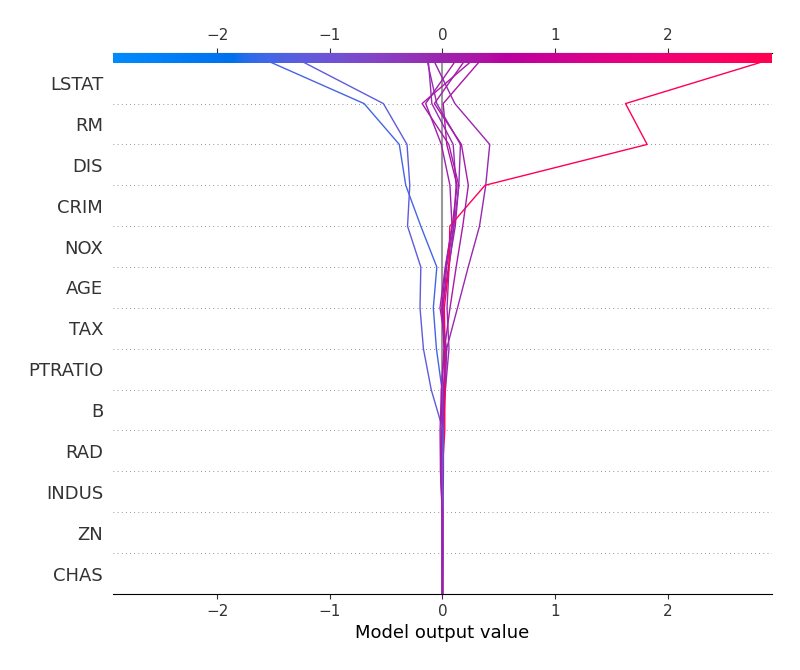 −2 −1 0 1 2
LSTAT
RM
DIS
CRIM
NOX
AGE
TAX
PTRATIO
B
RAD
INDUS
ZN
CHAS
−2 −1 0 1 2
Model output value